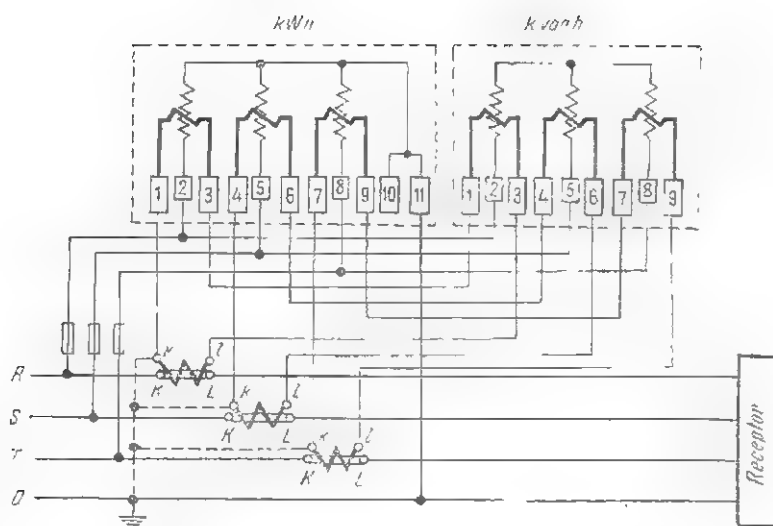 kWh kvarh
1 2 3 4 5 6 7 8 9 10 11 1 2 3 4 5 6 7 8 9
k l
R K L
k l
S K L
k l
T K L
0
Receptor